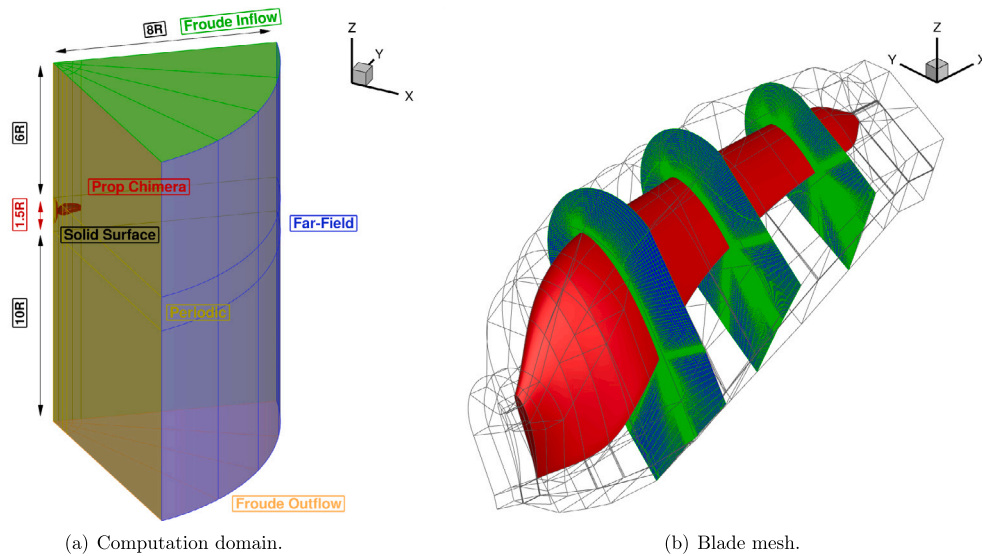 8R
Froude Inflow
Z
Y
X
6R
Prop Chimera
1.5R
Solid Surface
Far-Field
Periodic
10R
Froude Outflow
(a) Computation domain.
Z
Y
X
(b) Blade mesh.